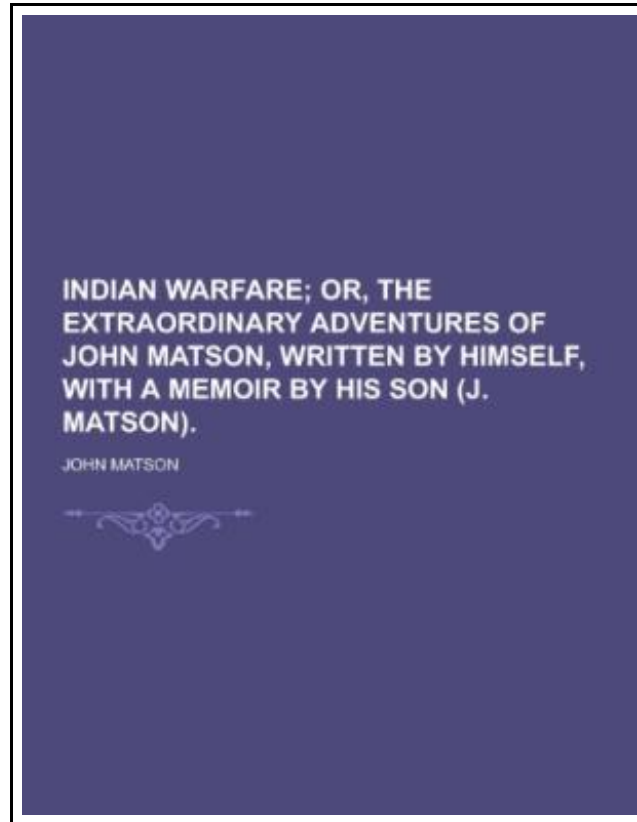 INDIAN WARFARE; OR, THE
EXTRAORDINARY ADVENTURES OF
JOHN MATSON, WRITTEN BY HIMSELF,
WITH A MEMOIR BY HIS SON (J.
MATSON).
JOHN MATSON